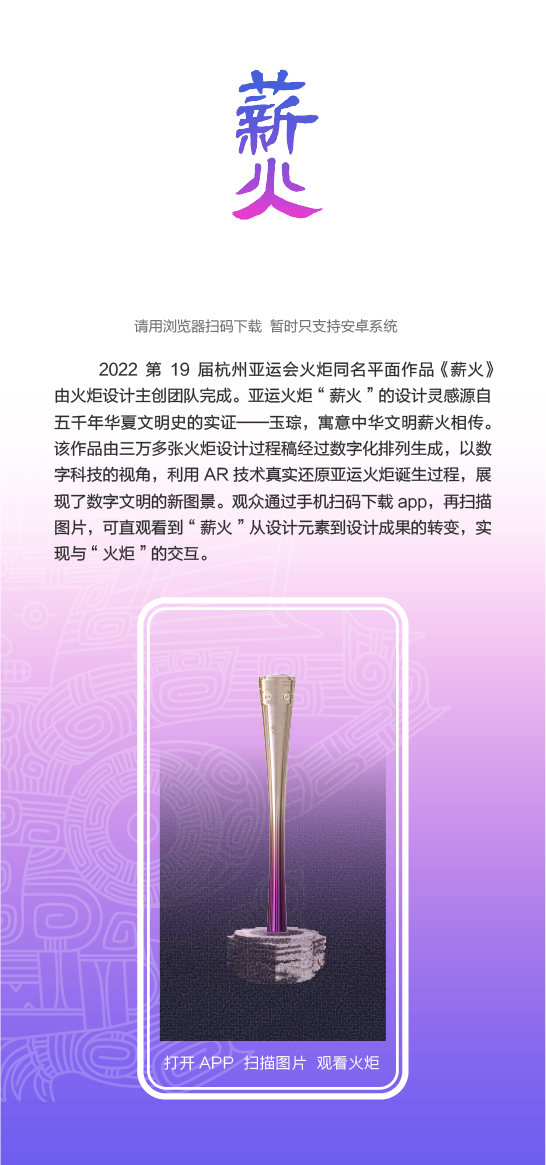 薪火
请用浏览器扫码下载 暂时只支持安卓系统
2022 第 19 届杭州亚运会火炬同名平面作品《薪火》
由火炬设计主创团队完成。亚运火炬“薪火”的设计灵感源自
五千年华夏文明史的实证——玉琮，寓意中华文明薪火相传。
该作品由三万多张火炬设计过程稿经过数字化排列生成，以数
字科技的视角，利用 AR 技术真实还原亚运火炬诞生过程，展
现了数字文明的新图景。观众通过手机扫码下载 app，再扫描
图片，可直观看到“薪火”从设计元素到设计成果的转变，实
现与“火炬”的交互。
打开 APP 扫描图片 观看火炬